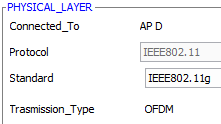 PHYSICAL_LAYER
Connected_To AP D
Protocol IEEE802.11
Standard IEEE802.11g
Trasmission_Type OFDM